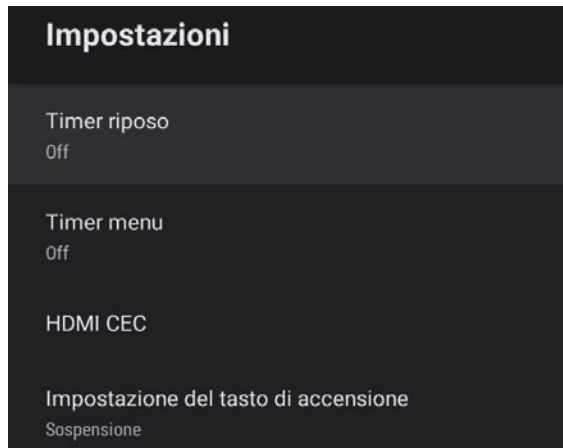 Impostazioni
Timer riposo
Off
Timer menu
Off
HDMI CEC
Impostazione del tasto di accensione
Sospensione